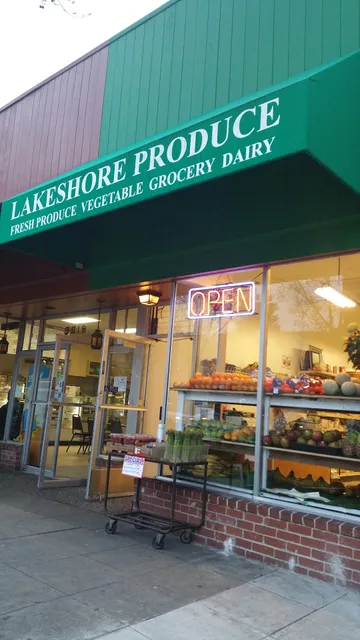 LAKESHORE PRODUCE
FRESH PRODUCE VEGETABLE GROCERY DAIRY
OPEN